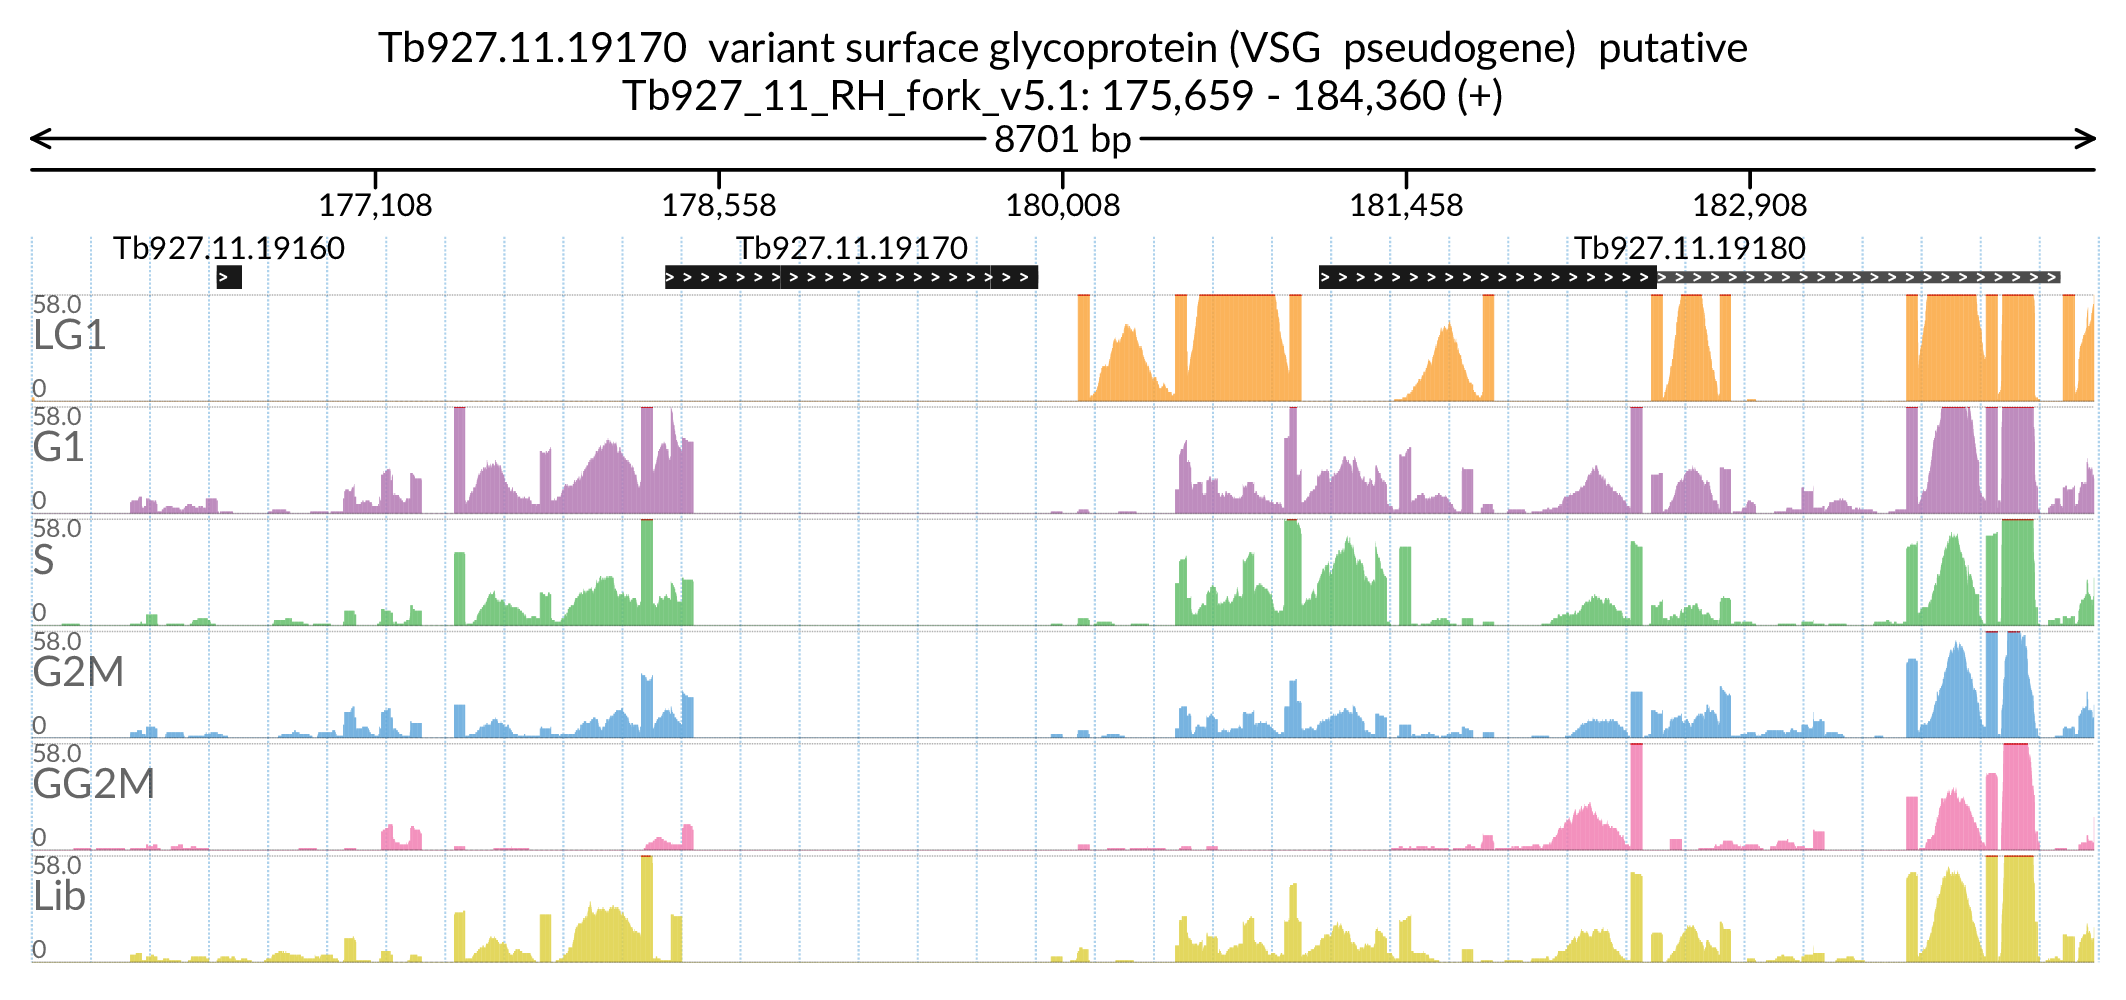 Tb927.11.19170 variant surface glycoprotein (VSG pseudogene) putative
Tb927_11_RH_fork_v5.1: 175,659 - 184,360 (+)
8701 bp
177,108 178,558 180,008 181,458 182,908
Tb927.11.19160 Tb927.11.19170 Tb927.11.19180
58.0
LG1
0
58.0
G1
0
58.0
S
0
58.0
G2M
0
58.0
GG2M
0
58.0
Lib
0